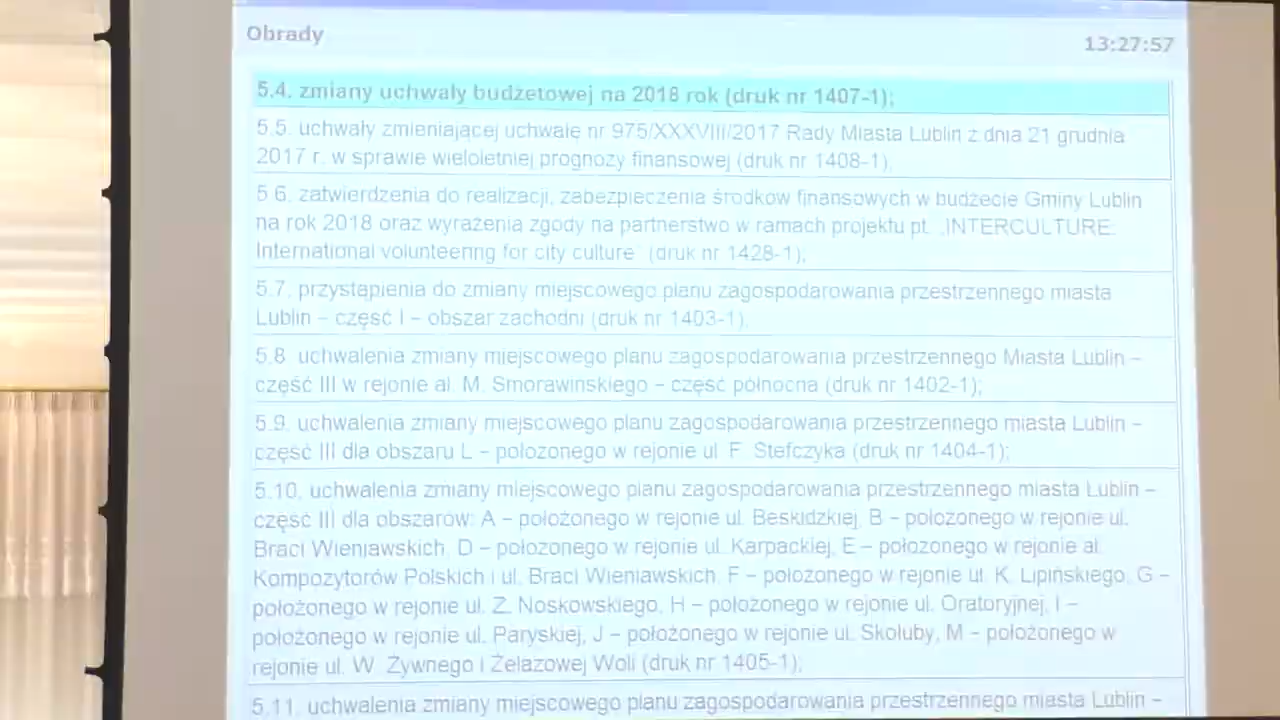 Obrady
13:27:57
5.4. zmiany uchwały budżetowej na 2018 rok (druk nr 1407-1);
5.5. uchwały zmieniającej uchwałę nr 975/XXXVIII/2017 Rady Miasta Lublin z dnia 21 grudnia
2017 r. w sprawie wieloletniej prognozy finansowej (druk nr 1408-1);
5.6. zatwierdzenia do realizacji, zabezpieczenia środków finansowych w budżecie Gminy Lublin
na rok 2018 oraz wyrażenia zgody na partnerstwo w ramach projektu pt. „INTERCULTURE:
International volunteering for city culture" (druk nr 1428-1);
5.7. przystąpienia do zmiany miejscowego planu zagospodarowania przestrzennego miasta
Lublin – część I – obszar zachodni (druk nr 1403-1);
5.8. uchwalenia zmiany miejscowego planu zagospodarowania przestrzennego Miasta Lublin –
część III w rejonie al. M. Smorawińskiego – część północna (druk nr 1402-1);
5.9. uchwalenia zmiany miejscowego planu zagospodarowania przestrzennego miasta Lublin –
część III dla obszaru L – położonego w rejonie ul. F. Stefczyka (druk nr 1404-1);
5.10. uchwalenia zmiany miejscowego planu zagospodarowania przestrzennego miasta Lublin –
część III dla obszarów: A – położonego w rejonie ul. Beskidzkiej, B – położonego w rejonie ul.
Braci Wieniawskich, D – położonego w rejonie ul. Karpackiej, E – położonego w rejonie al.
Kompozytorów Polskich i ul. Braci Wieniawskich, F – położonego w rejonie ul. K. Lipińskiego, G –
położonego w rejonie ul. Z. Noskowskiego, H – położonego w rejonie ul. Oratoryjnej, I –
położonego w rejonie ul. Paryskiej, J – położonego w rejonie ul. Skołuby, M – położonego w
rejonie ul. W. Żywnego i Żelazowej Woli (druk nr 1405-1);
5.11. uchwalenia zmiany miejscowego planu zagospodarowania przestrzennego miasta Lublin –